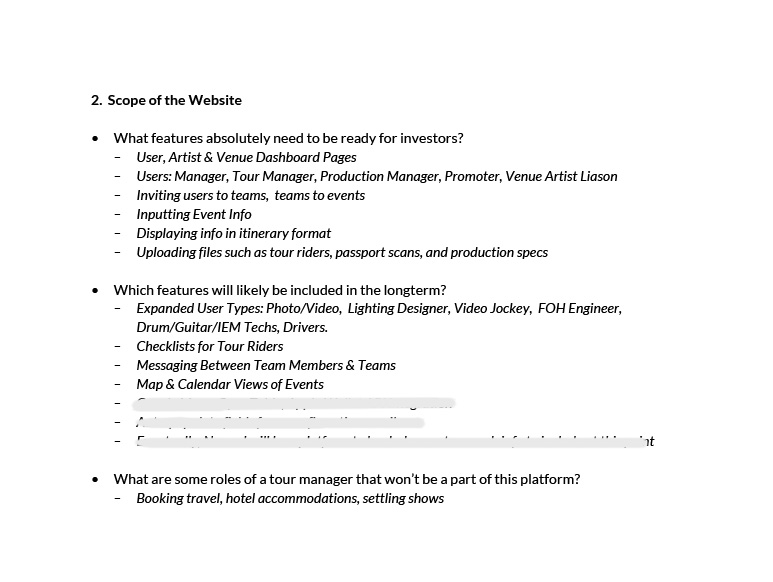 2. Scope of the Website
• What features absolutely need to be ready for investors?
– User, Artist & Venue Dashboard Pages
– Users: Manager, Tour Manager, Production Manager, Promoter, Venue Artist Liason
– Inviting users to teams, teams to events
– Inputting Event Info
– Displaying info in itinerary format
– Uploading files such as tour riders, passport scans, and production specs
• Which features will likely be included in the longterm?
– Expanded User Types: Photo/Video, Lighting Designer, Video Jockey, FOH Engineer,
Drum/Guitar/IEM Techs, Drivers.
– Checklists for Tour Riders
– Messaging Between Team Members & Teams
– Map & Calendar Views of Events
–
–
–
• What are some roles of a tour manager that won't be a part of this platform?
– Booking travel, hotel accommodations, settling shows